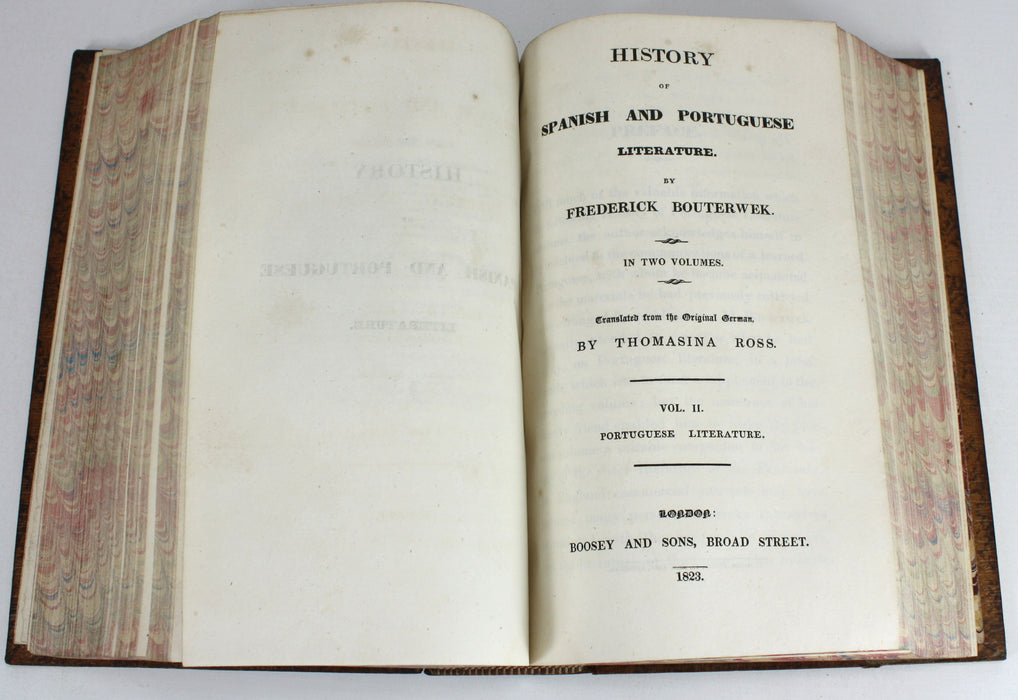 HISTORY
OF
SPANISH AND PORTUGUESE
LITERATURE.
BY
FREDERICK BOUTERWEK.
IN TWO VOLUMES.
Translated from the Original German,
BY THOMASINA ROSS.
VOL. II.
PORTUGUESE LITERATURE.
LONDON:
BOOSEY AND SONS, BROAD STREET.
1823.